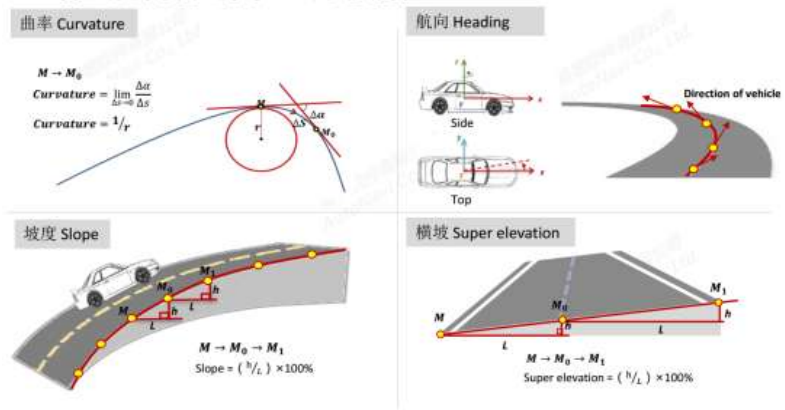 曲率 Curvature
M → M₀
Curvature = lim Δs→0 Δα/Δs
Curvature = 1/r
M
r
ΔS
Δα
M₀
航向 Heading
x
Side
y
x
Top
Direction of vehicle
坡度 Slope
M
M₀
M₁
h
L
h
L
M → M₀ → M₁
Slope = ( h/L ) ×100%
横坡 Super elevation
M
M₀
M₁
h
L
h
L
M → M₀ → M₁
Super elevation = ( h/L ) ×100%